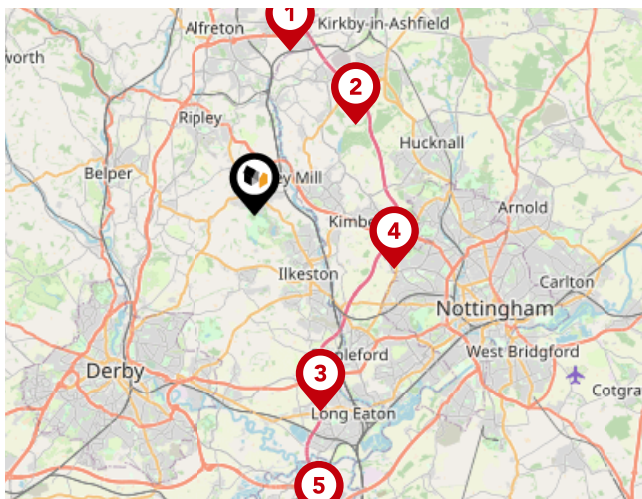 1
Alfreton
Kirkby-in-Ashfield
worth
2
Ripley
Hucknall
Belper
ey Mill
Arnold
Kimbe
4
Ilkeston
Carlton
Nottingham
pleford
West Bridgford
Derby
3
Cotgra
Long Eaton
5